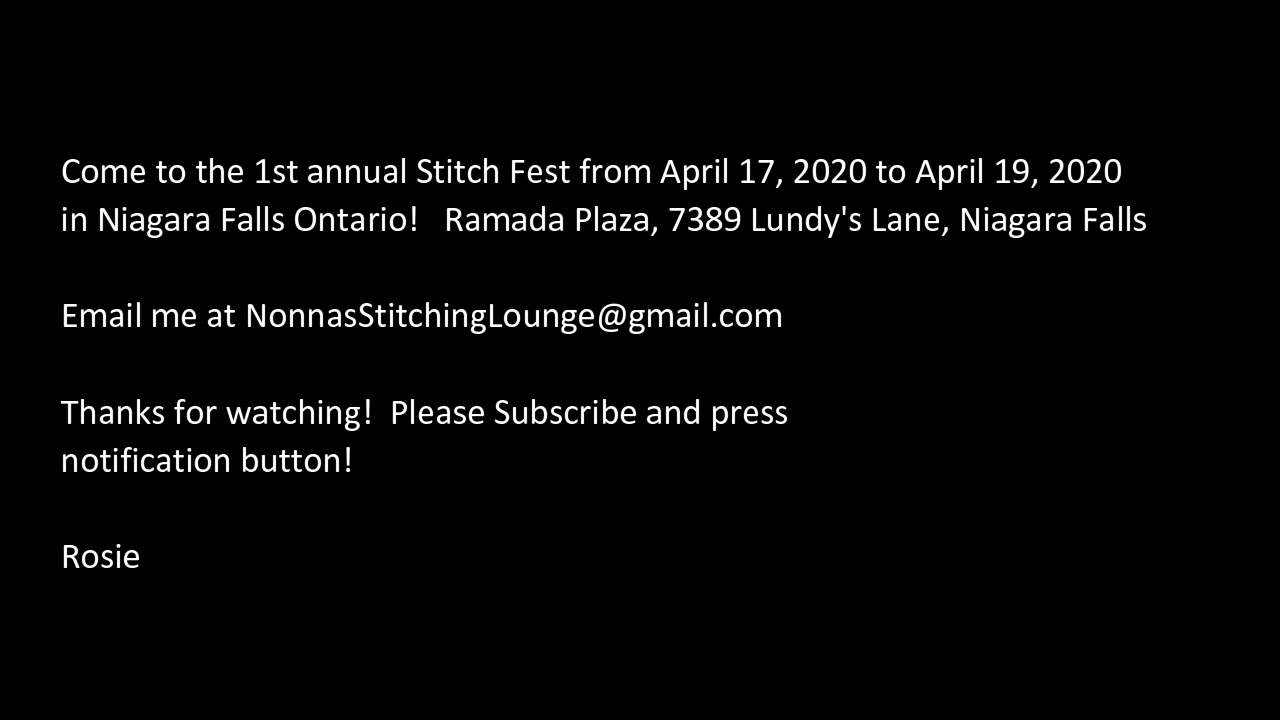 Come to the 1st annual Stitch Fest from April 17, 2020 to April 19, 2020
in Niagara Falls Ontario!   Ramada Plaza, 7389 Lundy's Lane, Niagara Falls
Email me at NonnasStitchingLounge@gmail.com
Thanks for watching!  Please Subscribe and press
notification button!
Rosie